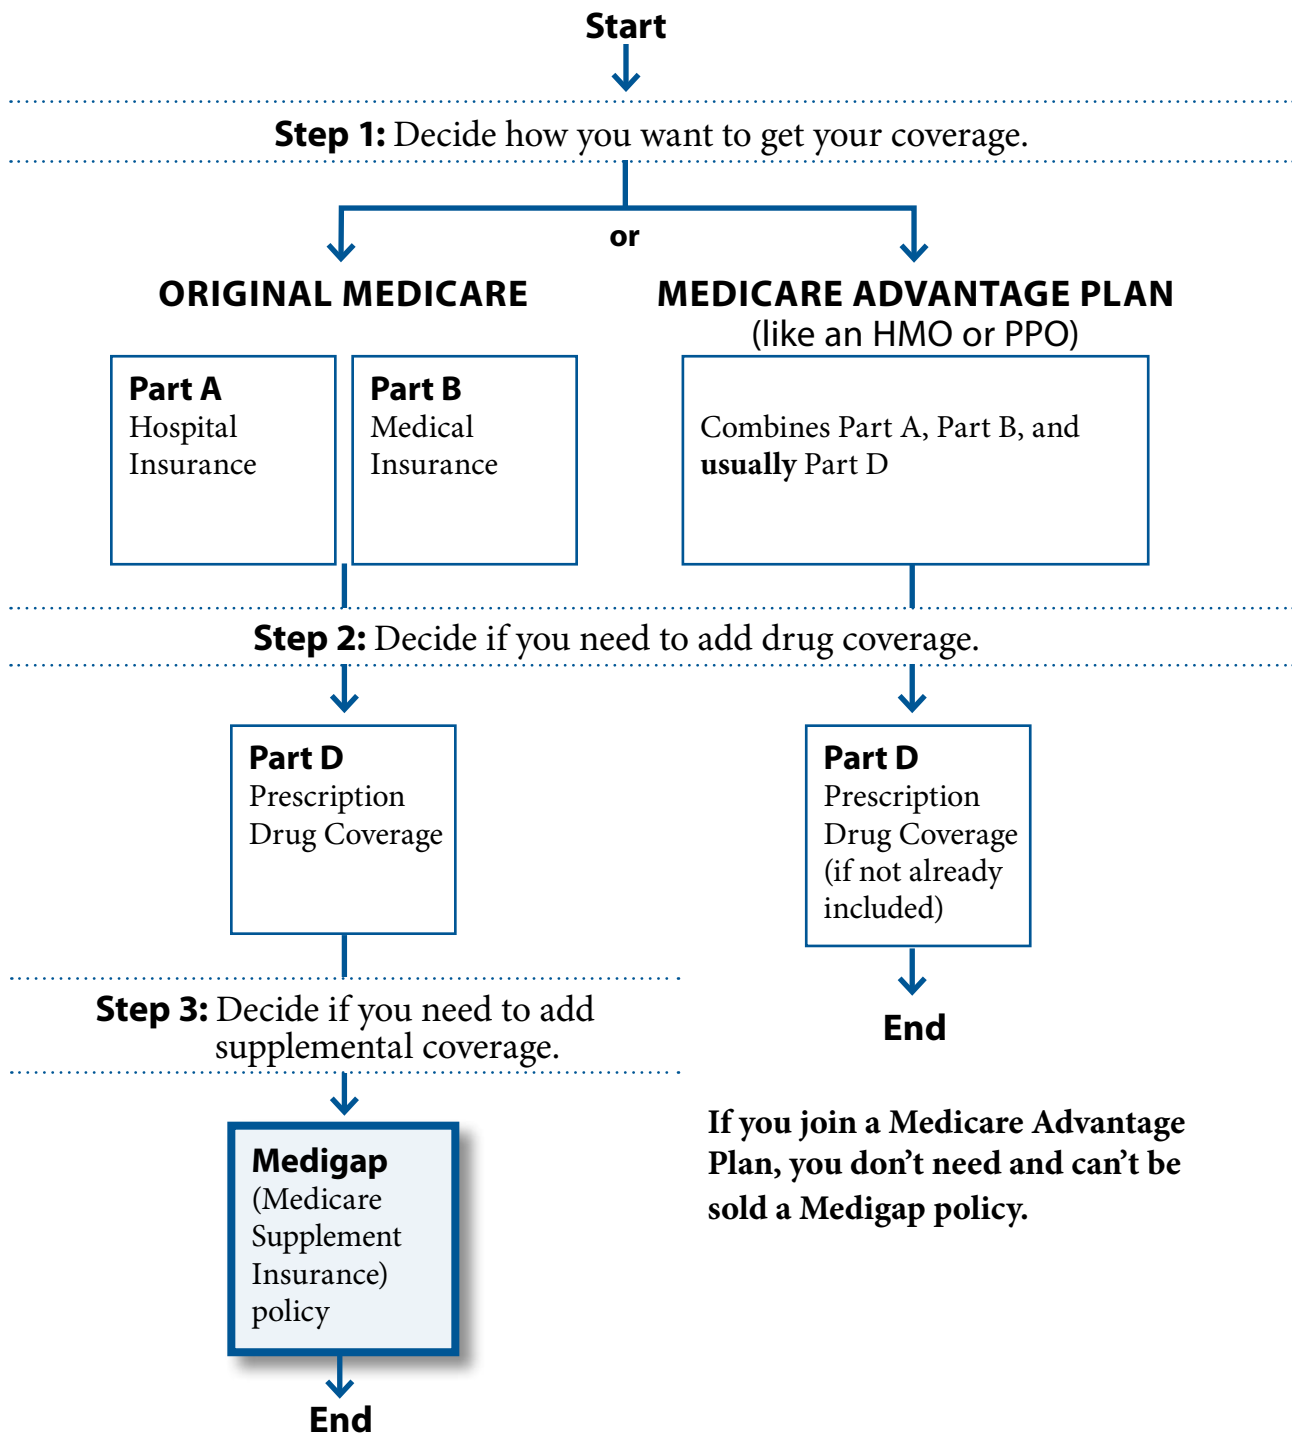 Start
Step 1: Decide how you want to get your coverage.
or
ORIGINAL MEDICARE
MEDICARE ADVANTAGE PLAN
(like an HMO or PPO)
Part A
Hospital
Insurance
Part B
Medical
Insurance
Combines Part A, Part B, and
usually Part D
Step 2: Decide if you need to add drug coverage.
Part D
Prescription
Drug Coverage
Part D
Prescription
Drug Coverage
(if not already
included)
Step 3: Decide if you need to add
supplemental coverage.
End
Medigap
(Medicare
Supplement
Insurance)
policy
If you join a Medicare Advantage
Plan, you don’t need and can’t be
sold a Medigap policy.
End